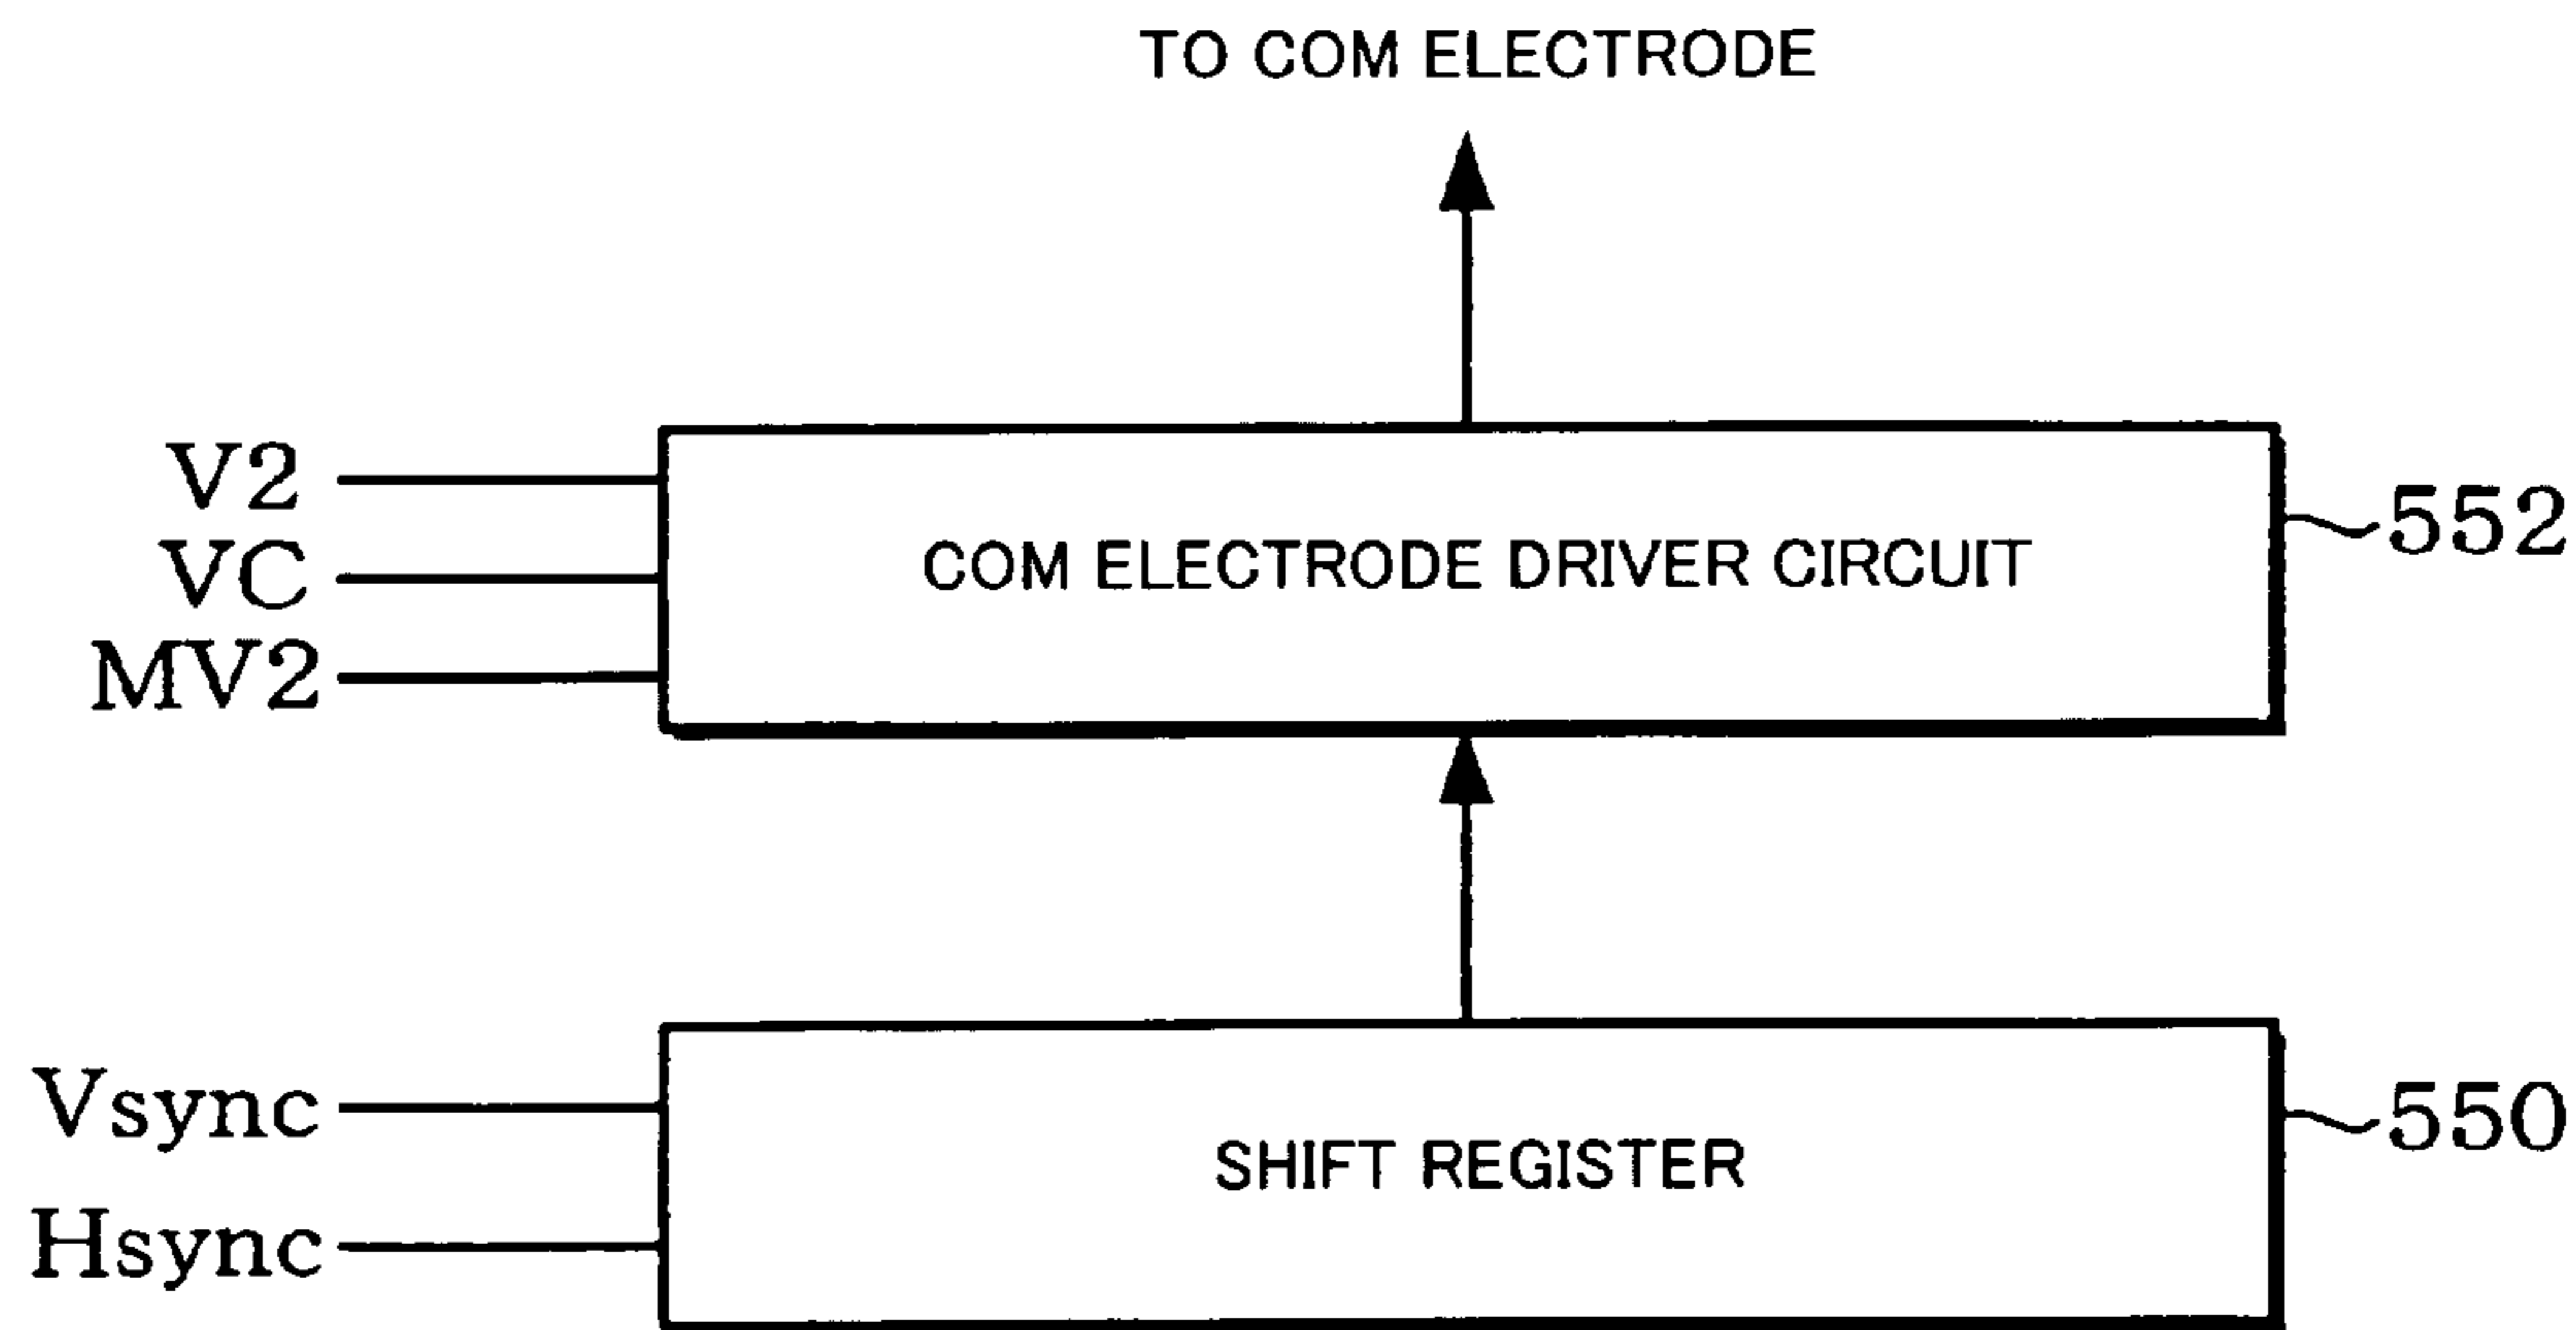 TO COM ELECTRODE
V2
VC
MV2
COM ELECTRODE DRIVER CIRCUIT
552
Vsync
Hsync
SHIFT REGISTER
550